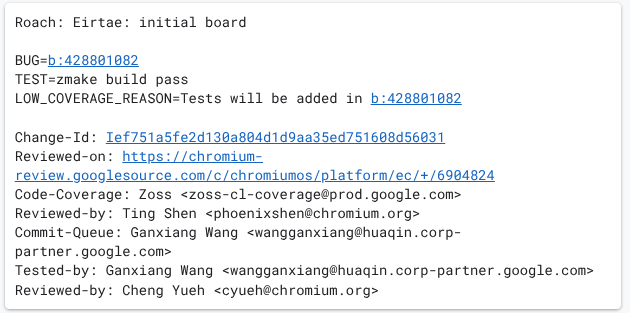 Roach: Eirtae: initial board
BUG=b:428801082
TEST=zmake build pass
LOW_COVERAGE_REASON=Tests will be added in b:428801082
Change-Id: Ief751a5fe2d130a804d1d9aa35ed751608d56031
Reviewed-on: https://chromium-
review.googlesource.com/c/chromiumos/platform/ec/+/6904824
Code-Coverage: Zoss <zoss-cl-coverage@prod.google.com>
Reviewed-by: Ting Shen <phoenixshen@chromium.org>
Commit-Queue: Ganxiang Wang <wangganxiang@huaqin.corp-
partner.google.com>
Tested-by: Ganxiang Wang <wangganxiang@huaqin.corp-partner.google.com>
Reviewed-by: Cheng Yueh <cyueh@chromium.org>